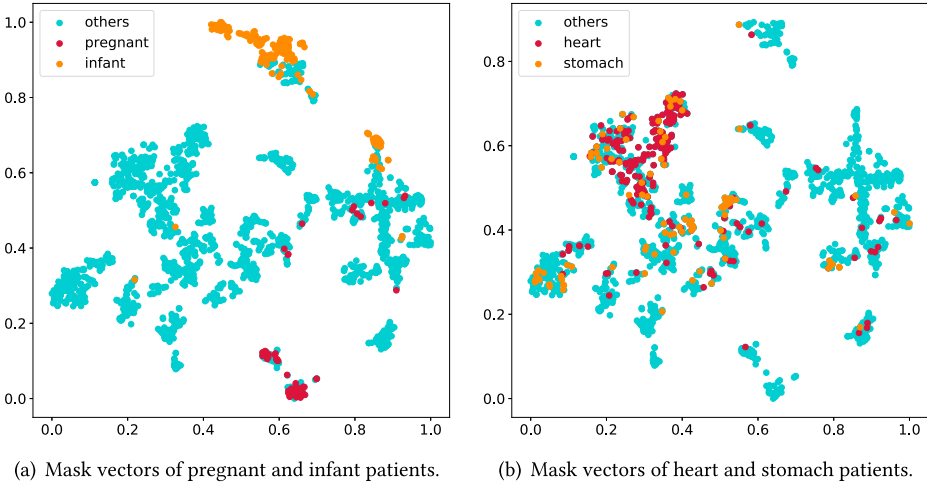 others
pregnant
infant
1.0
0.8
0.6
0.4
0.2
0.0
0.0 0.2 0.4 0.6 0.8 1.0
(a) Mask vectors of pregnant and infant patients.
others
heart
stomach
0.8
0.6
0.4
0.2
0.0
0.0 0.2 0.4 0.6 0.8 1.0
(b) Mask vectors of heart and stomach patients.